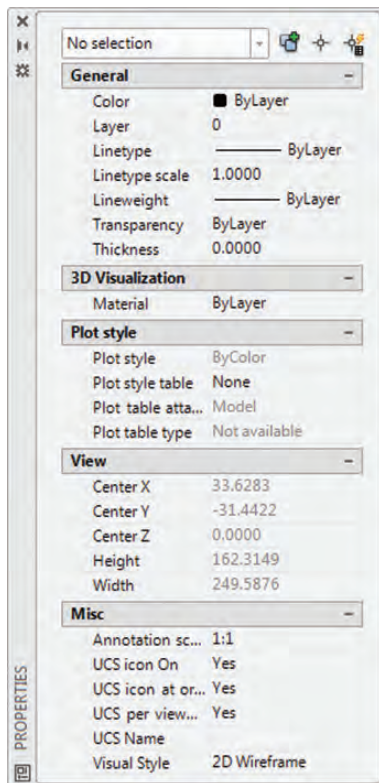 No selection
General
Color ByLayer
Layer 0
Linetype ByLayer
Linetype scale 1.0000
Lineweight ByLayer
Transparency ByLayer
Thickness 0.0000
3D Visualization
Material ByLayer
Plot style
Plot style ByColor
Plot style table None
Plot table atta... Model
Plot table type Not available
View
Center X 33.6283
Center Y -31.4422
Center Z 0.0000
Height 162.3149
Width 249.5876
Misc
Annotation sc... 1:1
UCS icon On Yes
UCS icon at or... Yes
UCS per view... Yes
UCS Name
Visual Style 2D Wireframe
PROPERTIES